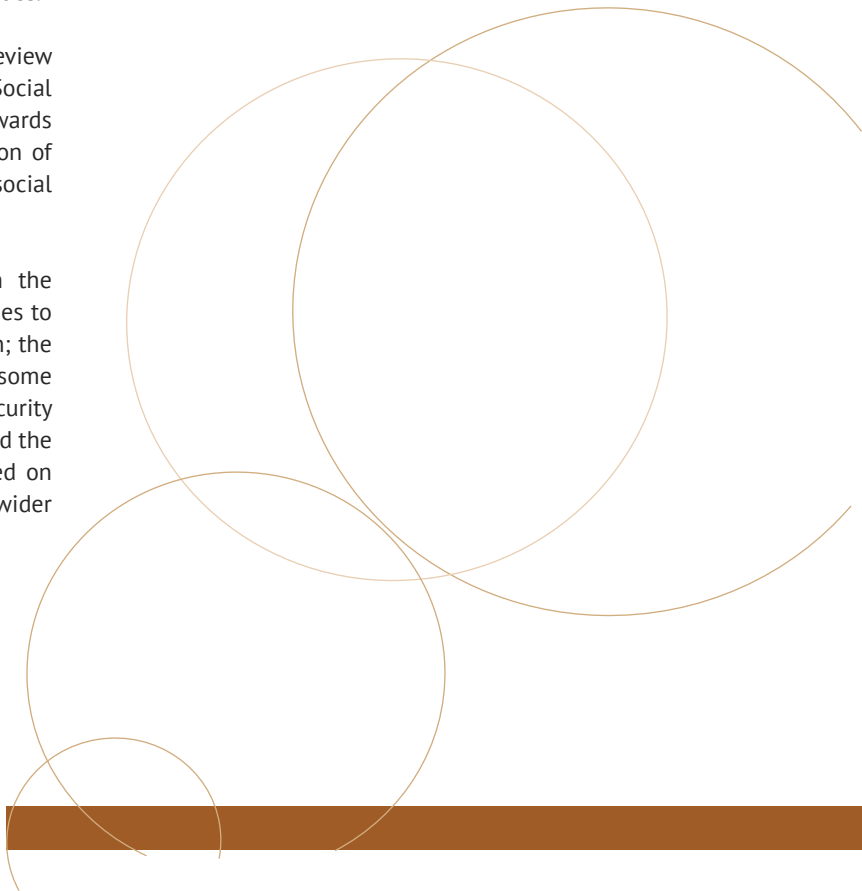 eview
Social
wards
on of
social
the
es to
n; the
some
curity
d the
ed on
wider